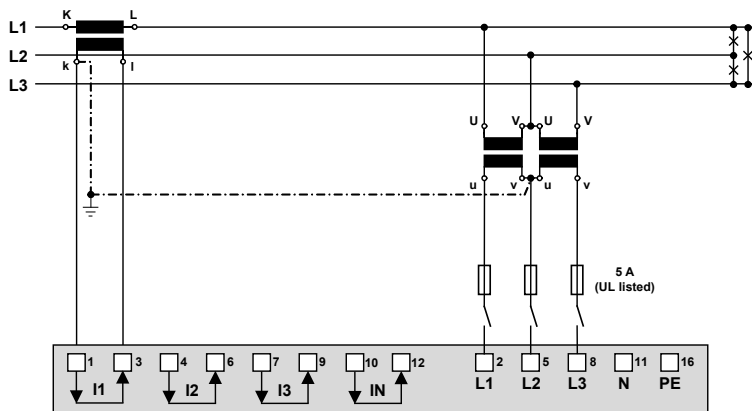 K L
L1
L2
k l
L3
U V U V
u v u v
5 A
(UL listed)
1 3 4 6 7 9 10 12 2 5 8 11 16
I1 I2 I3 IN L1 L2 L3 N PE